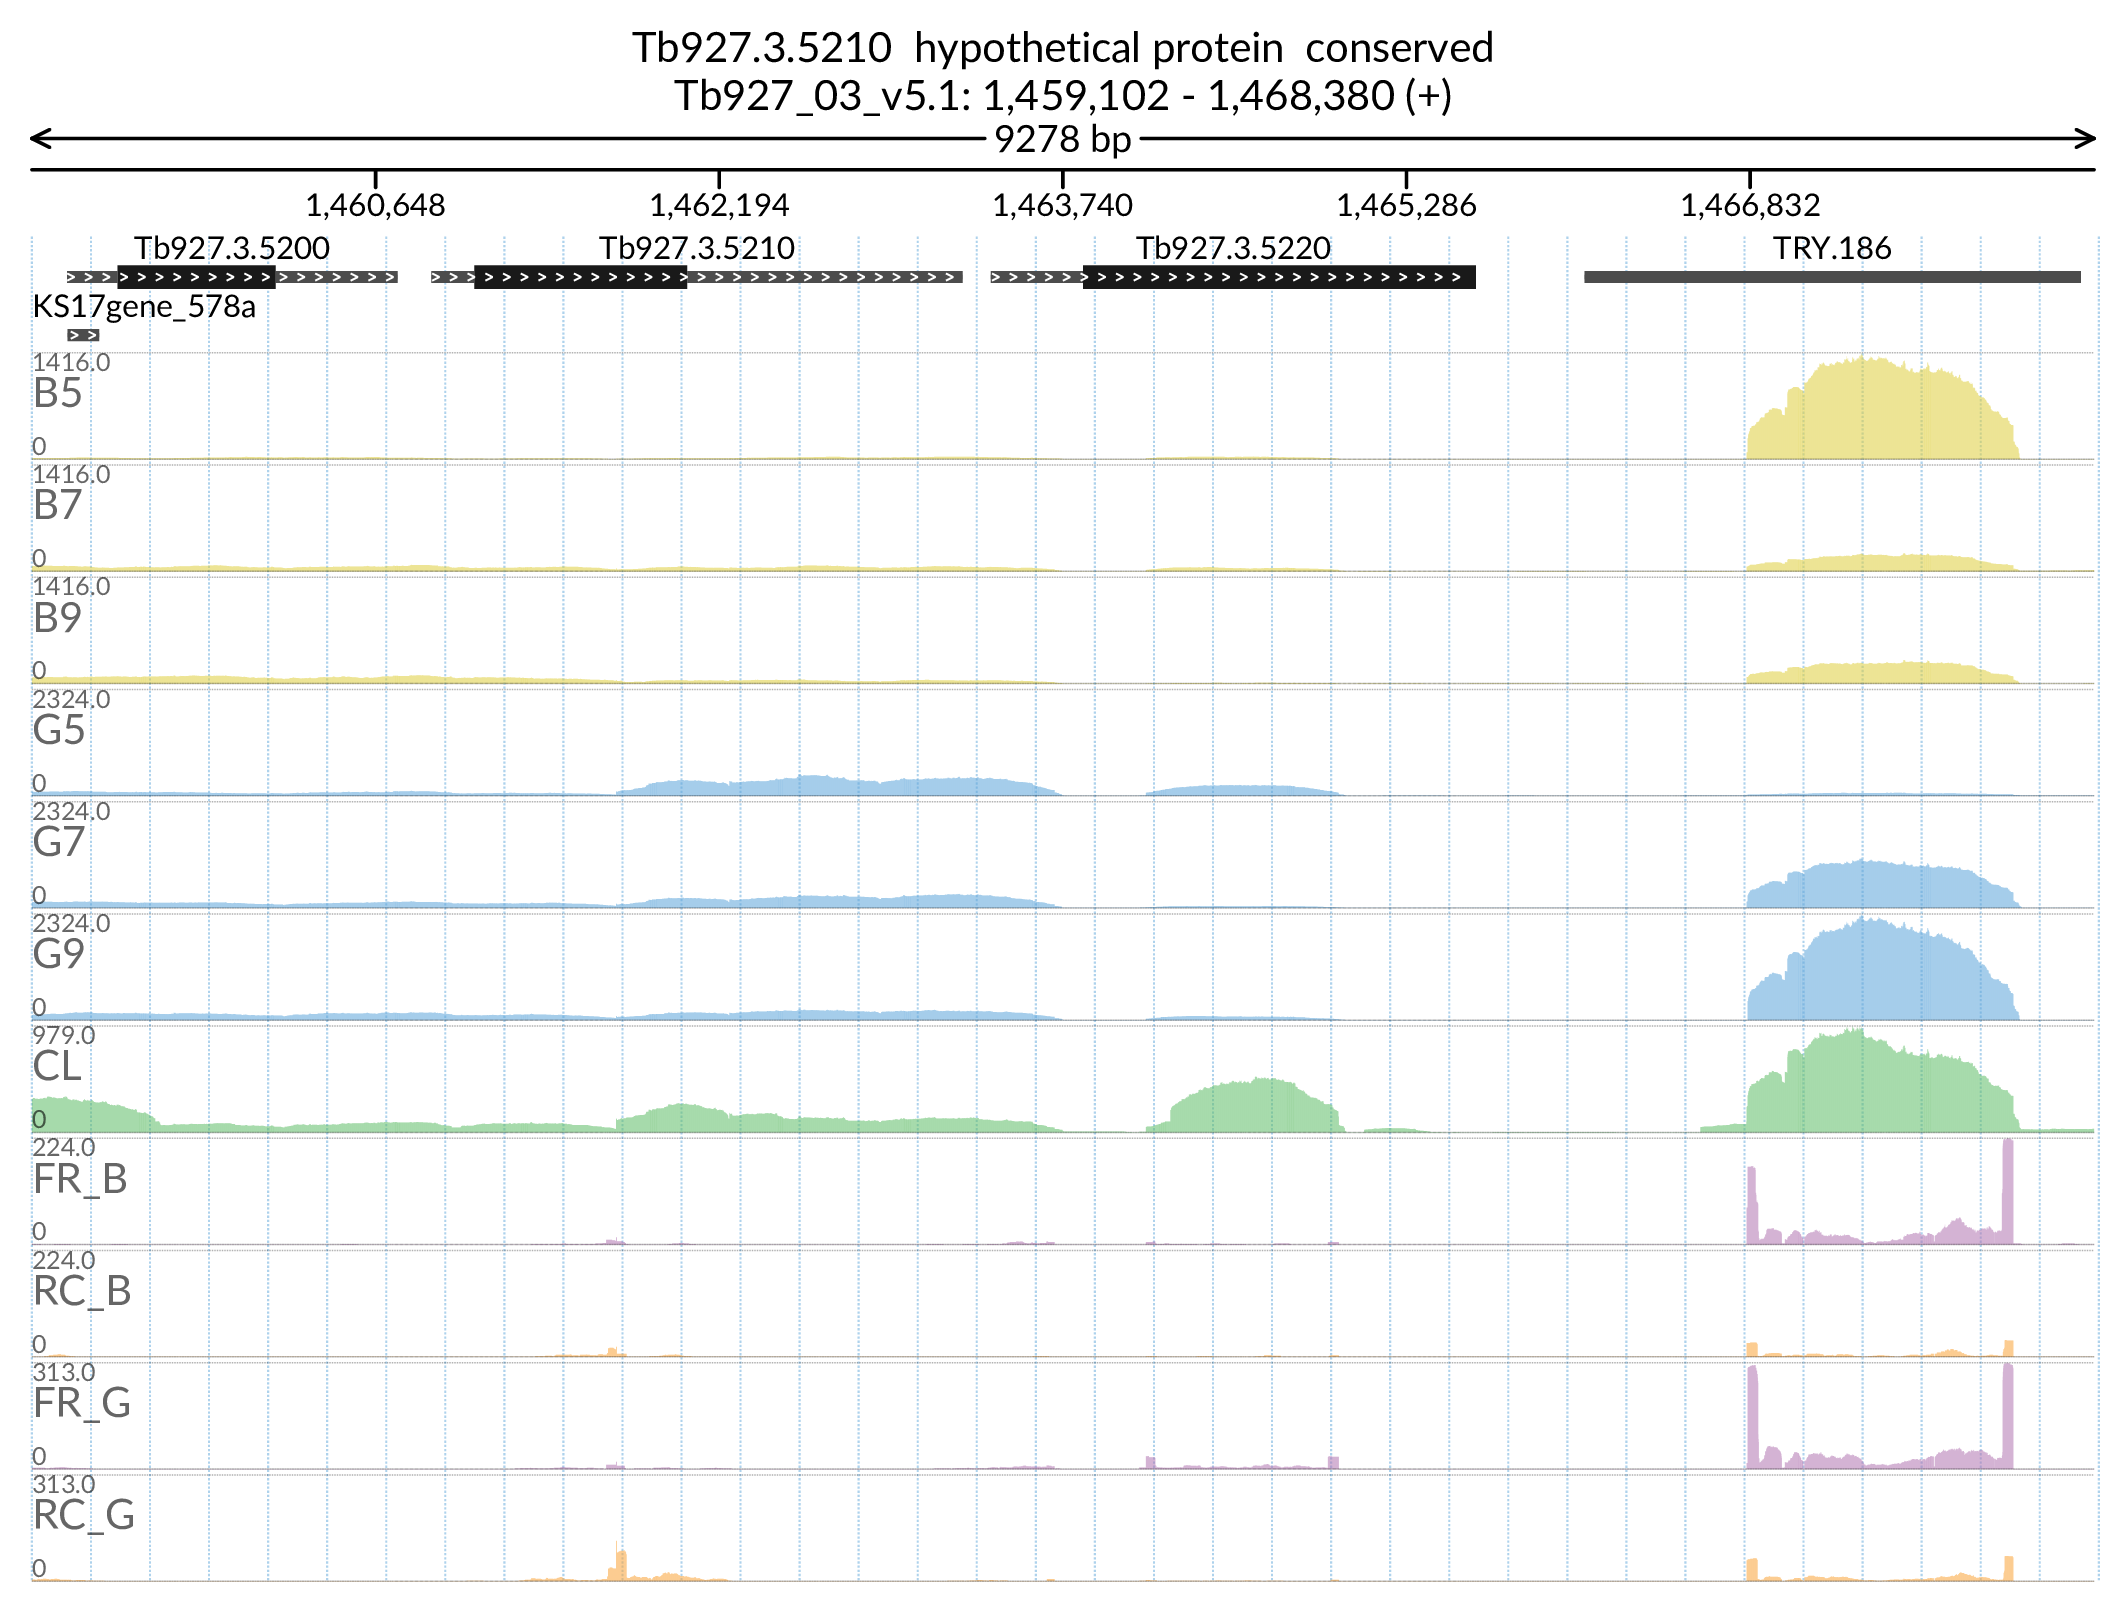 Tb927.3.5210 hypothetical protein conserved
Tb927_03_v5.1: 1,459,102 - 1,468,380 (+)
9278 bp
1,460,648 1,462,194 1,463,740 1,465,286 1,466,832
Tb927.3.5200 Tb927.3.5210 Tb927.3.5220 TRY.186
KS17gene_578a
1416.0
B5
0
1416.0
B7
0
1416.0
B9
0
2324.0
G5
0
2324.0
G7
0
2324.0
G9
0
979.0
CL
0
224.0
FR_B
0
224.0
RC_B
0
313.0
FR_G
0
313.0
RC_G
0